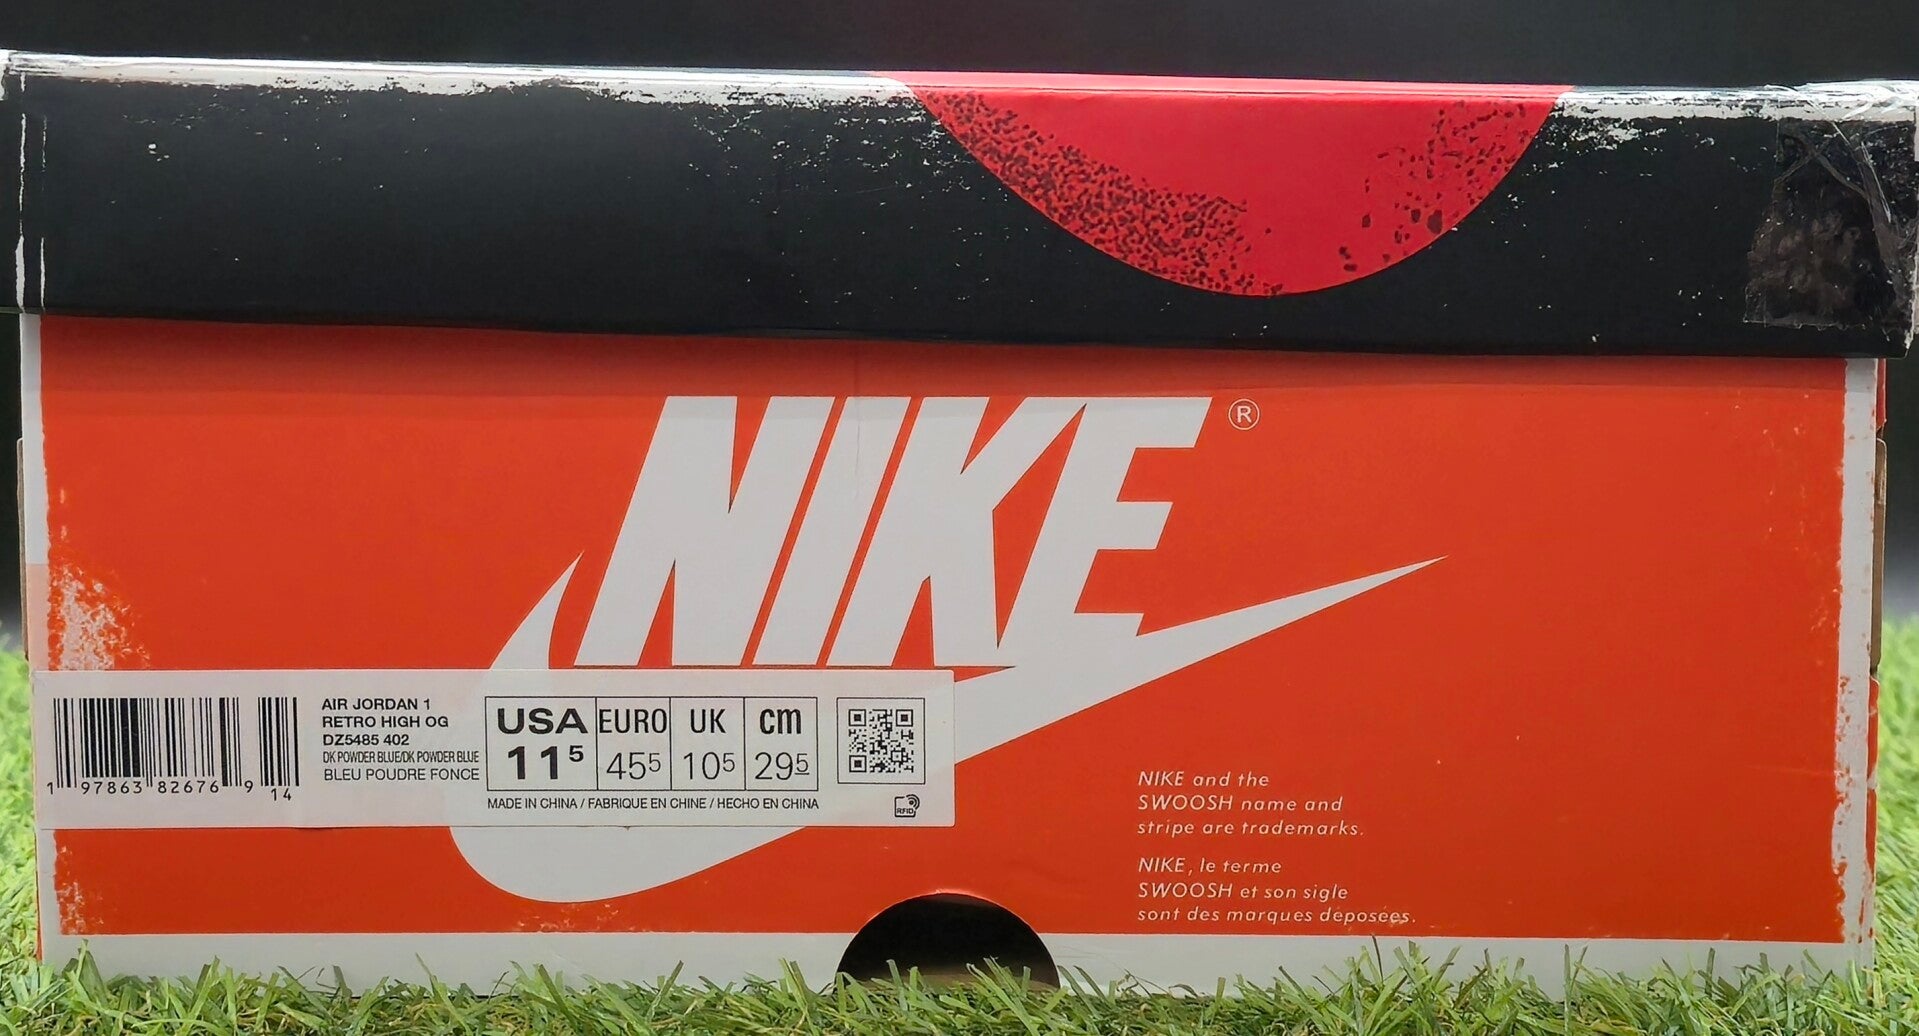 NIKE ®
AIR JORDAN 1
RETRO HIGH OG
DZ5485 402
DK POWDER BLUE/DK POWDER BLUE
BLEU POUDRE FONCE
1 97863 82676 9 14
USA EURO UK cm
11⁵ 45⁵ 10⁵ 29⁵
MADE IN CHINA / FABRIQUE EN CHINE / HECHO EN CHINA
RFID
NIKE and the
SWOOSH name and
stripe are trademarks.
NIKE, le terme
SWOOSH et son sigle
sont des marques déposées.